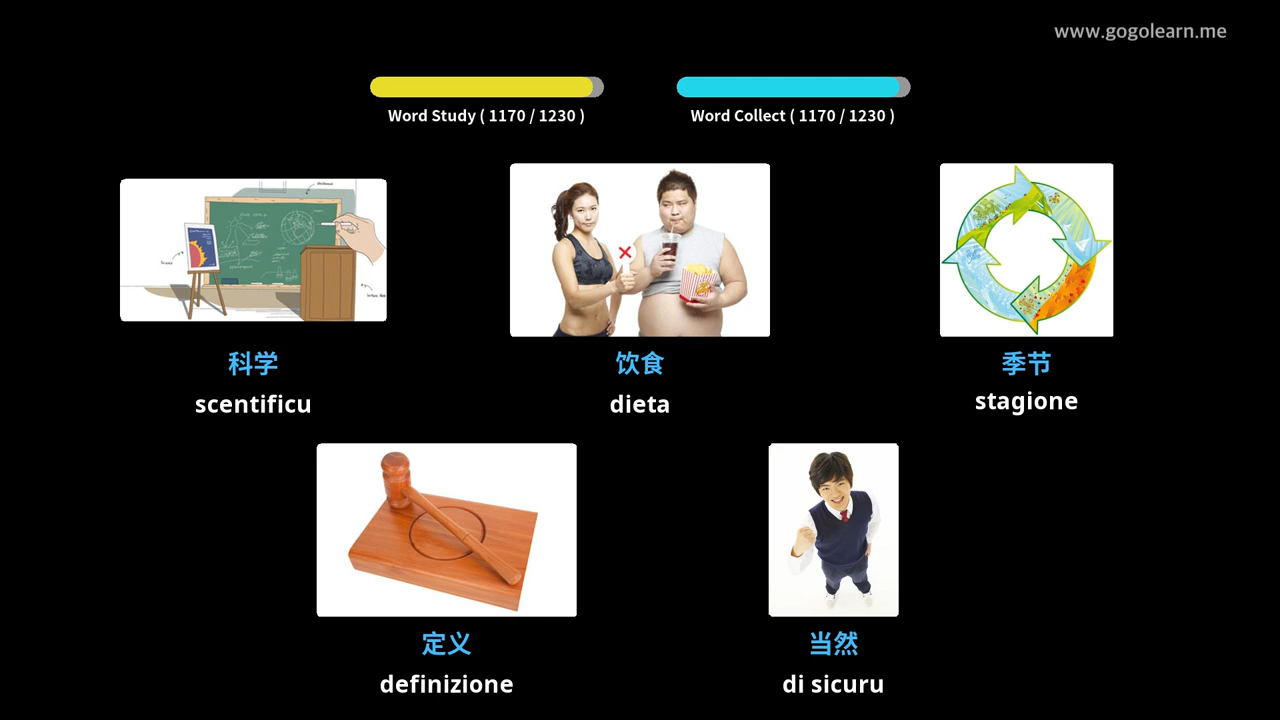 www.gogolearn.me
Word Study ( 1170 / 1230 )
Word Collect ( 1170 / 1230 )
科学
scentificu
饮食
dieta
季节
stagione
定义
definizione
当然
di sicuru